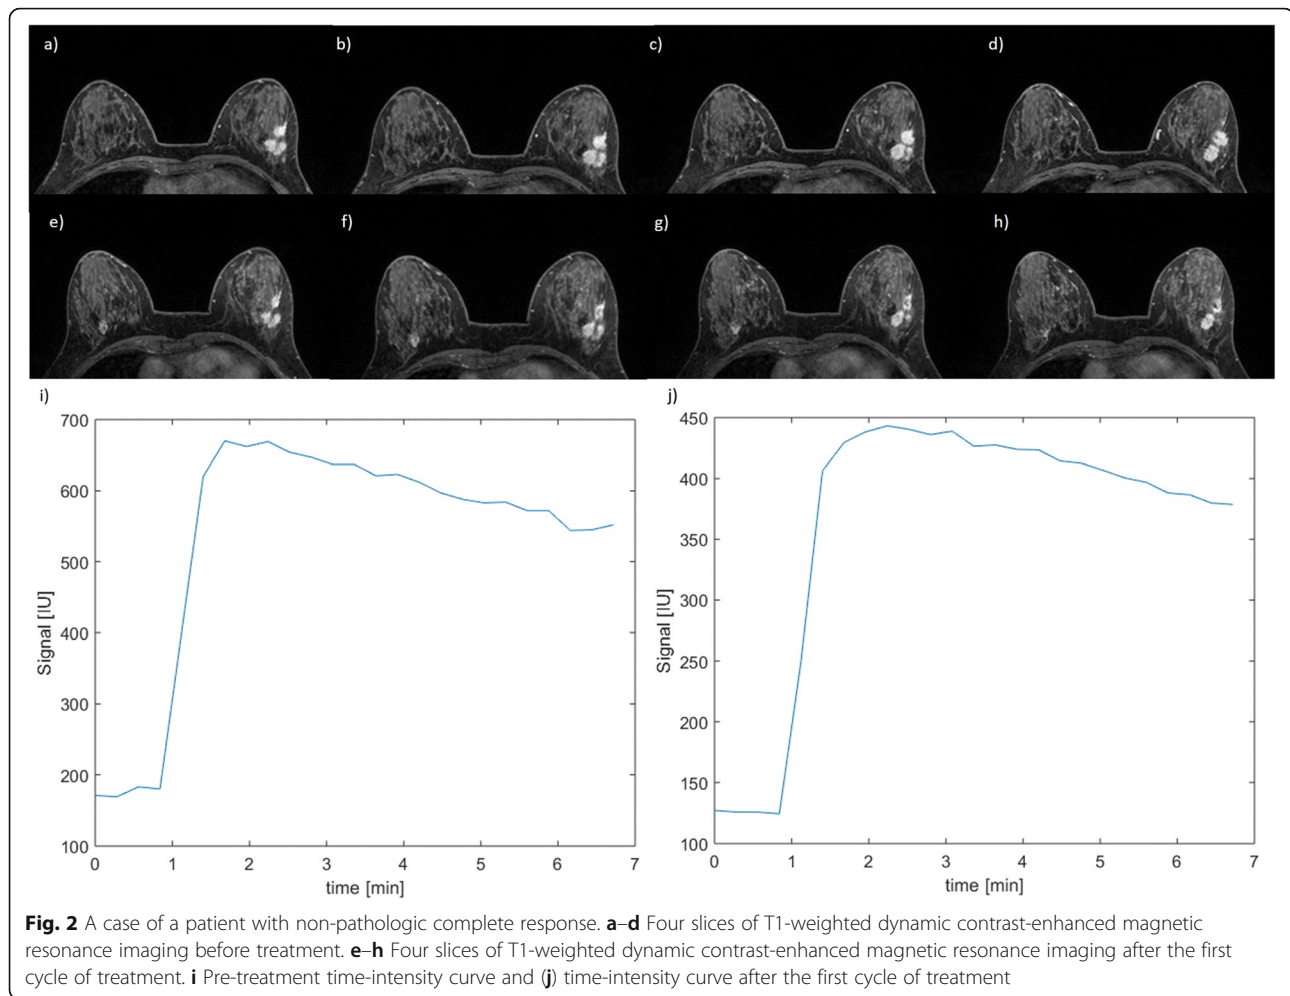 a)
b)
c)
d)
e)
f)
g)
h)
i)
700
600
500
400
300
200
100
Signal [IU]
0 1 2 3 4 5 6 7
time [min]
j)
450
400
350
300
250
200
150
100
Signal [IU]
0 1 2 3 4 5 6 7
time [min]
Fig. 2 A case of a patient with non-pathologic complete response. a–d Four slices of T1-weighted dynamic contrast-enhanced magnetic
resonance imaging before treatment. e–h Four slices of T1-weighted dynamic contrast-enhanced magnetic resonance imaging after the first
cycle of treatment. i Pre-treatment time-intensity curve and (j) time-intensity curve after the first cycle of treatment